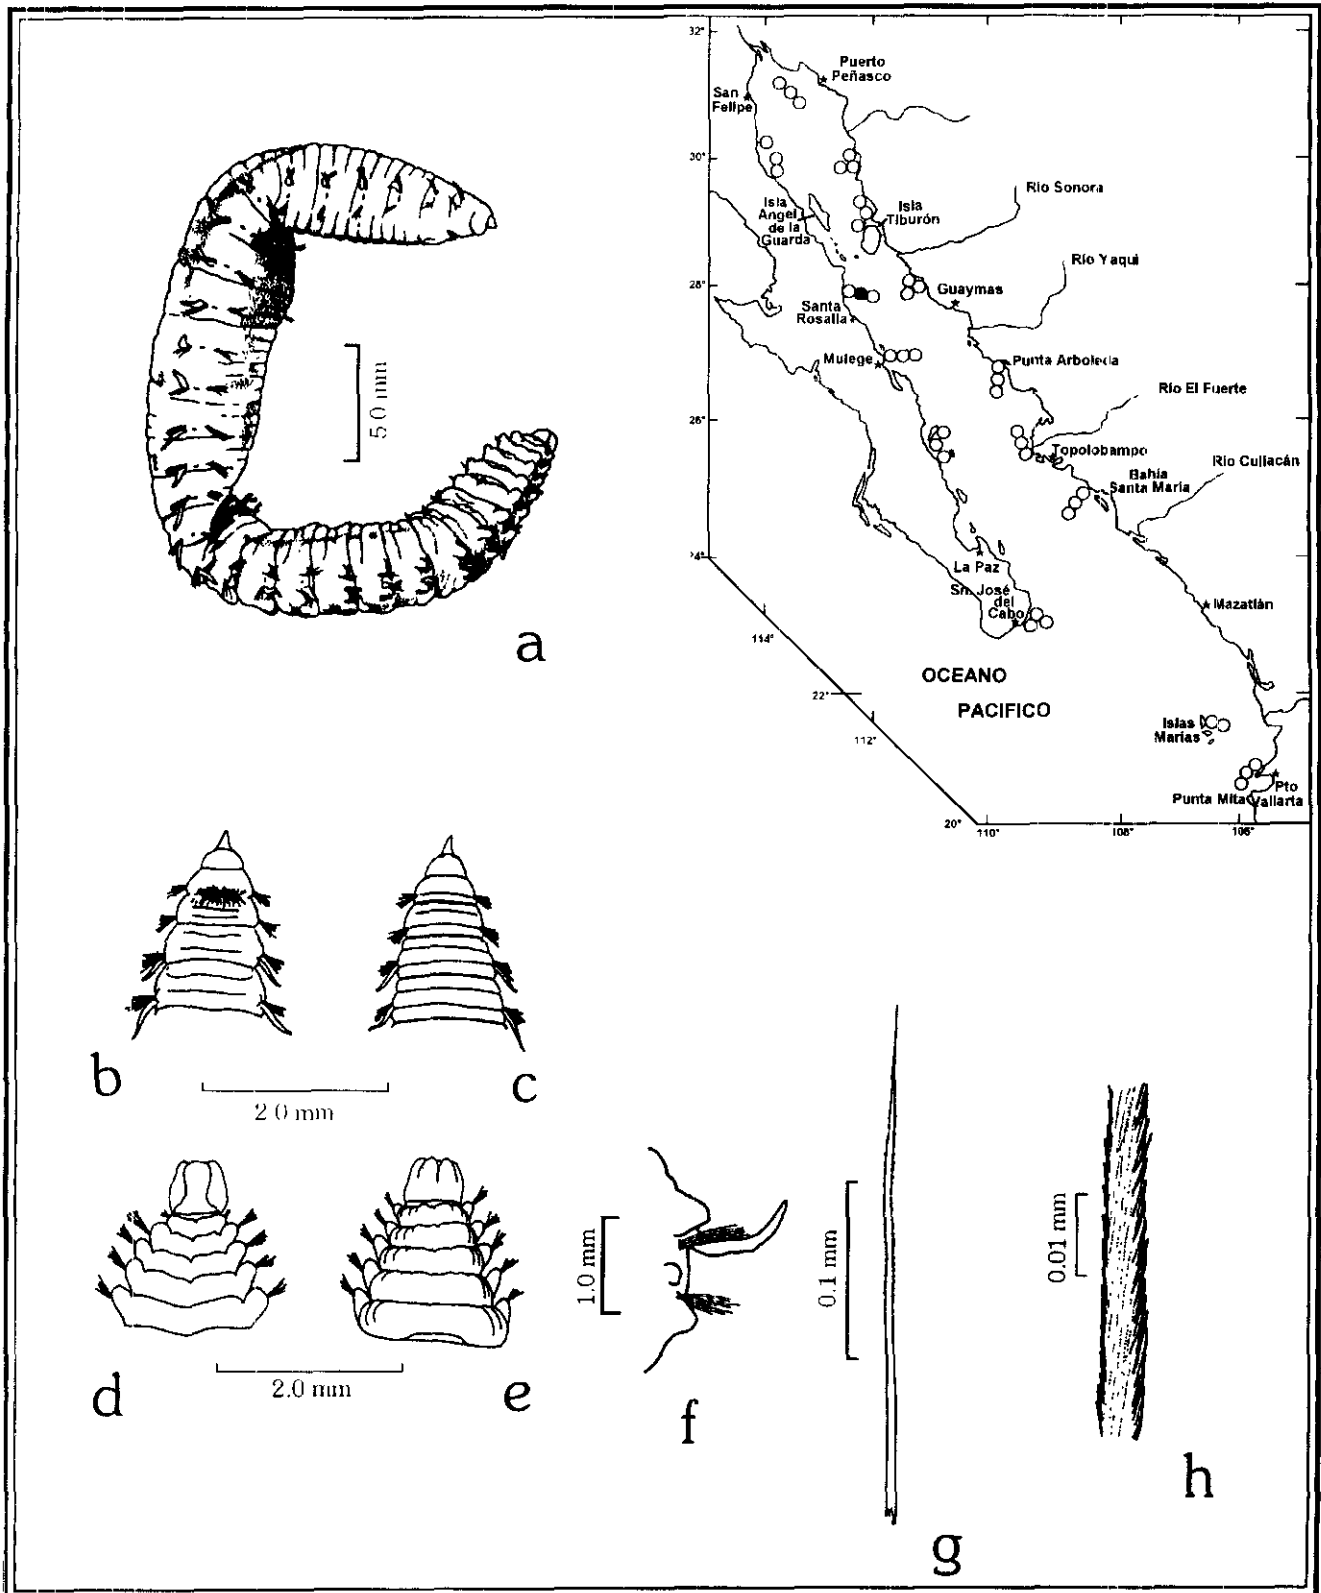 32°
Puerto
Peñasco
San
Felipe
30°
Río Sonora
Isla
Angel
de la
Guarda
Isla
Tiburón
Río Yaqui
28°
Guaymas
Santa
Rosalia
Mulege
Punta Arboleda
Río El Fuerte
26°
Topolobampo
Río Culiacán
Bahía
Santa María
24°
La Paz
Sn. José
del
Cabo
Mazatlán
114°
OCEANO
PACIFICO
22°
112°
Islas
Marías
Pto
Punta Mita
Vallarta
20°
110°
108°
106°
5.0 mm
a
b
c
2.0 mm
d
e
2.0 mm
1.0 mm
f
0.1 mm
g
0.01 mm
h